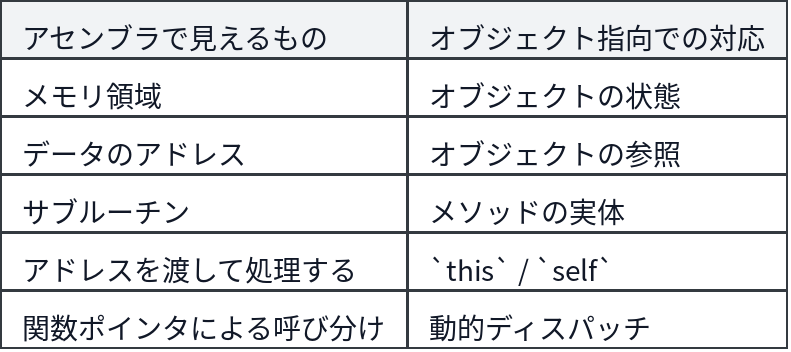 アセンブラで見えるもの オブジェクト指向での対応
メモリ領域 オブジェクトの状態
データのアドレス オブジェクトの参照
サブルーチン メソッドの実体
アドレスを渡して処理する `this` / `self`
関数ポインタによる呼び分け 動的ディスパッチ